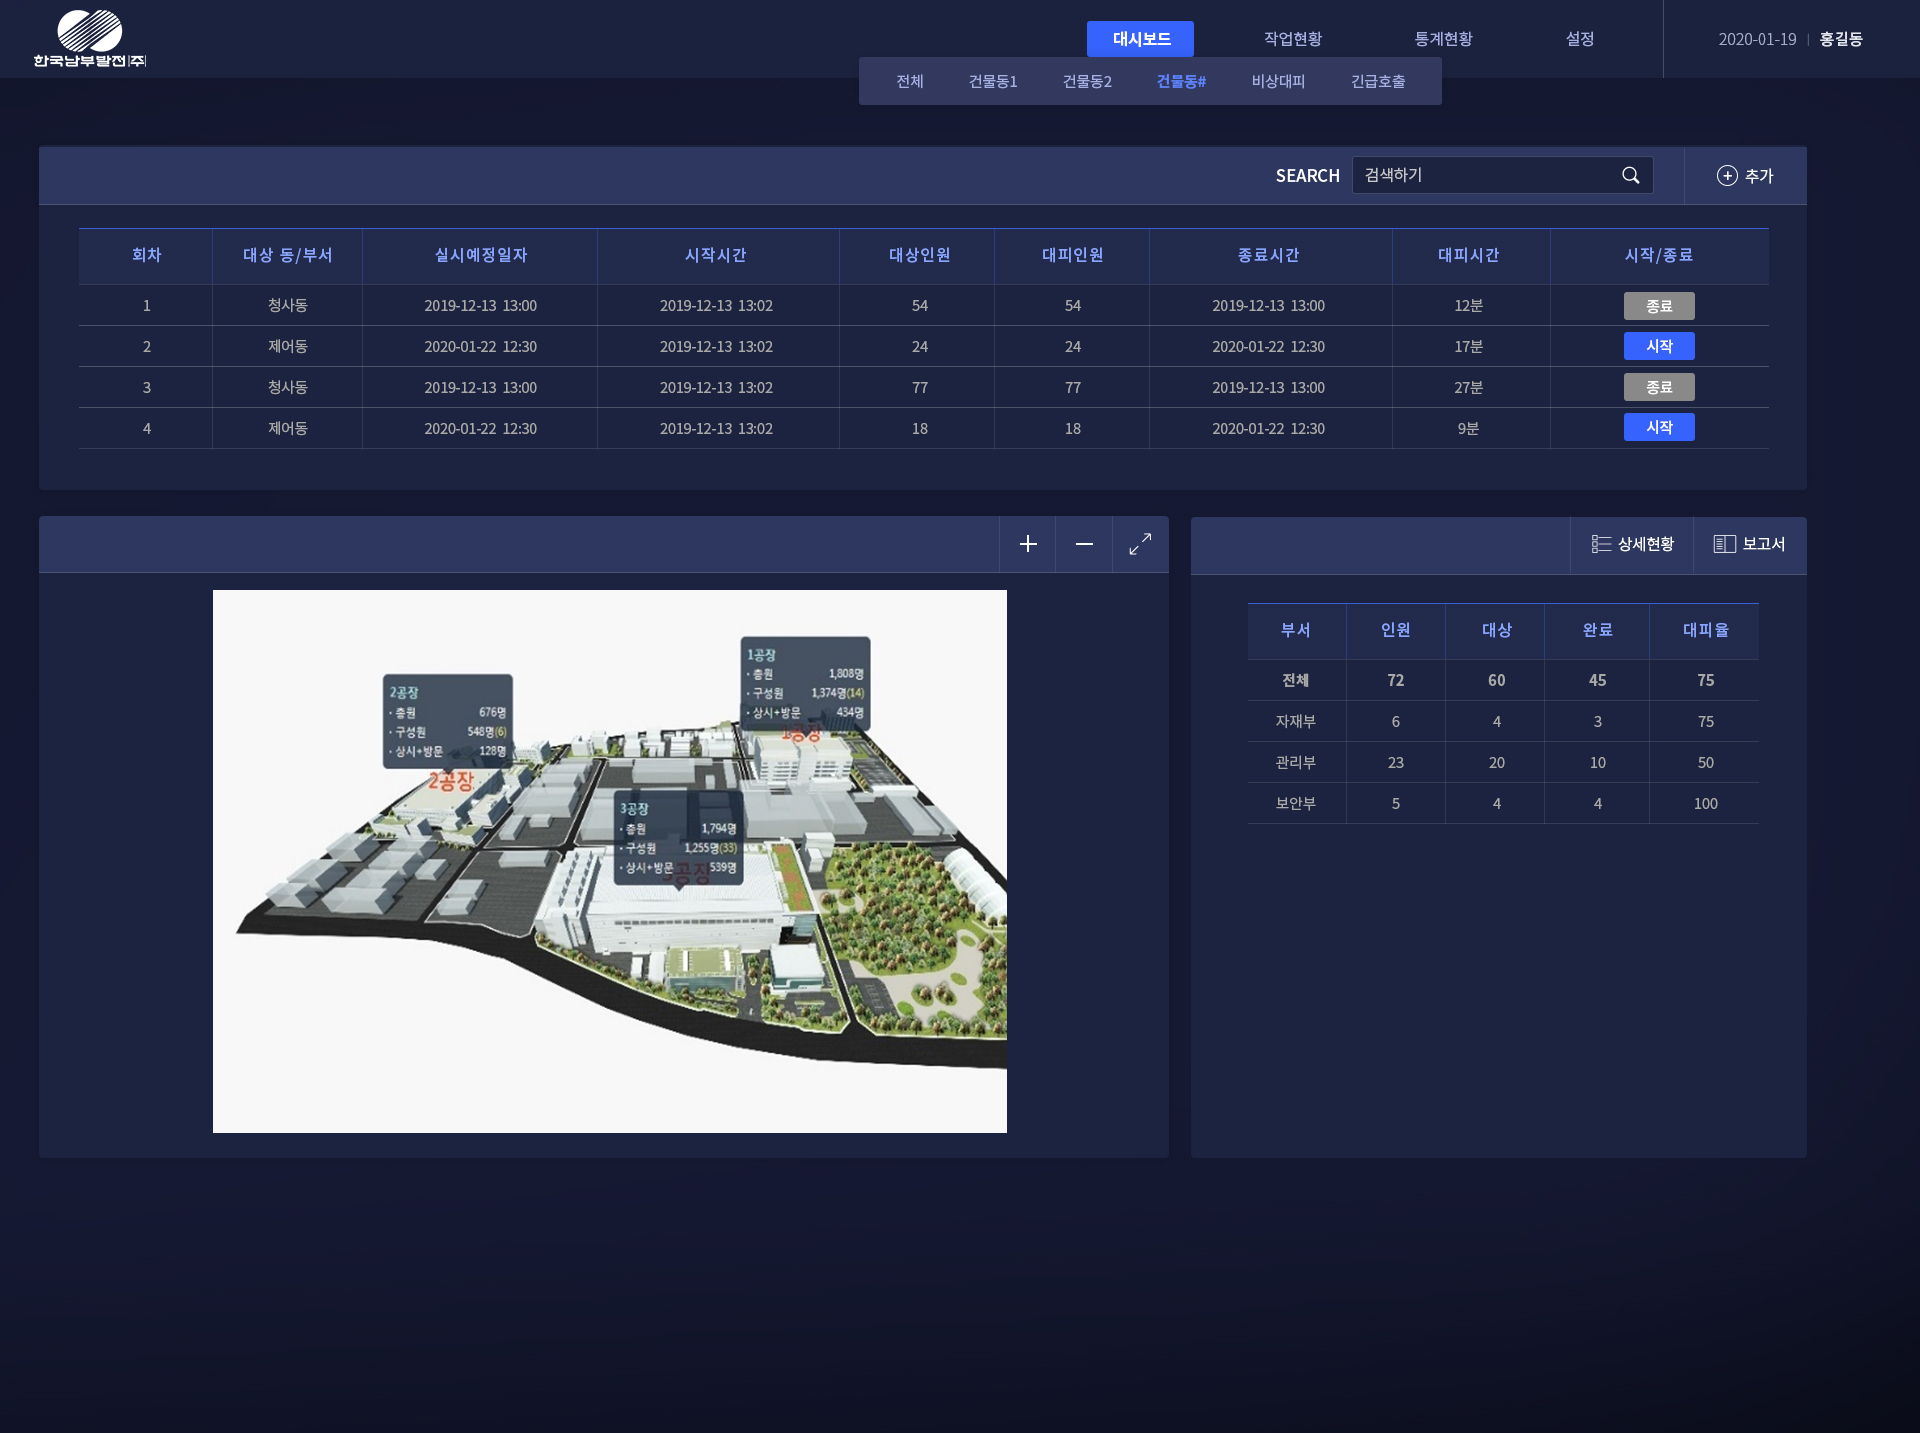 한국남부발전(주)
대시보드 작업현황 통계현황 설정 2020-01-19 | 홍길동
전체 건물동1 건물동2 건물동# 비상대피 긴급호출
SEARCH 검색하기 추가
회차 대상 동/부서 실시예정일자 시작시간 대상인원 대피인원 종료시간 대피시간 시작/종료
1 청사동 2019-12-13 13:00 2019-12-13 13:02 54 54 2019-12-13 13:00 12분 종료
2 제어동 2020-01-22 12:30 2019-12-13 13:02 24 24 2020-01-22 12:30 17분 시작
3 청사동 2019-12-13 13:00 2019-12-13 13:02 77 77 2019-12-13 13:00 27분 종료
4 제어동 2020-01-22 12:30 2019-12-13 13:02 18 18 2020-01-22 12:30 9분 시작
상세현황 보고서
1공장
· 총원 1,808명
· 구성원 1,374명(14)
· 상시+방문 434명
1공장
2공장
· 총원 676명
· 구성원 548명(6)
· 상시+방문 128명
2공장
3공장
· 총원 1,794명
· 구성원 1,255명(33)
· 상시+방문 539명
3공장
부서 인원 대상 완료 대피율
전체 72 60 45 75
자재부 6 4 3 75
관리부 23 20 10 50
보안부 5 4 4 100